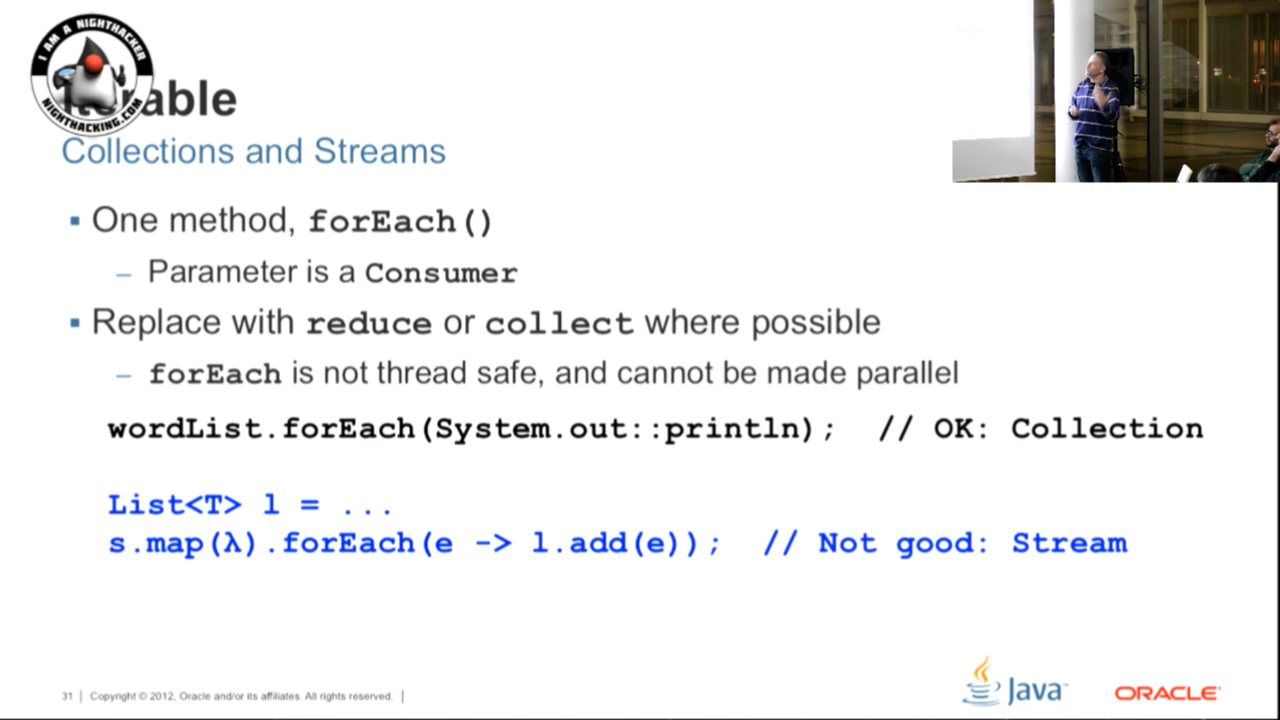 I AM A NIGHTHACKER
NIGHTHACKING.COM
Iterable
Collections and Streams
▪ One method, forEach()
– Parameter is a Consumer
▪ Replace with reduce or collect where possible
– forEach is not thread safe, and cannot be made parallel
wordList.forEach(System.out::println); // OK: Collection
List<T> l = ...
s.map(λ).forEach(e -> l.add(e)); // Not good: Stream
31 | Copyright © 2012, Oracle and/or its affiliates. All rights reserved. |
Java™
ORACLE®